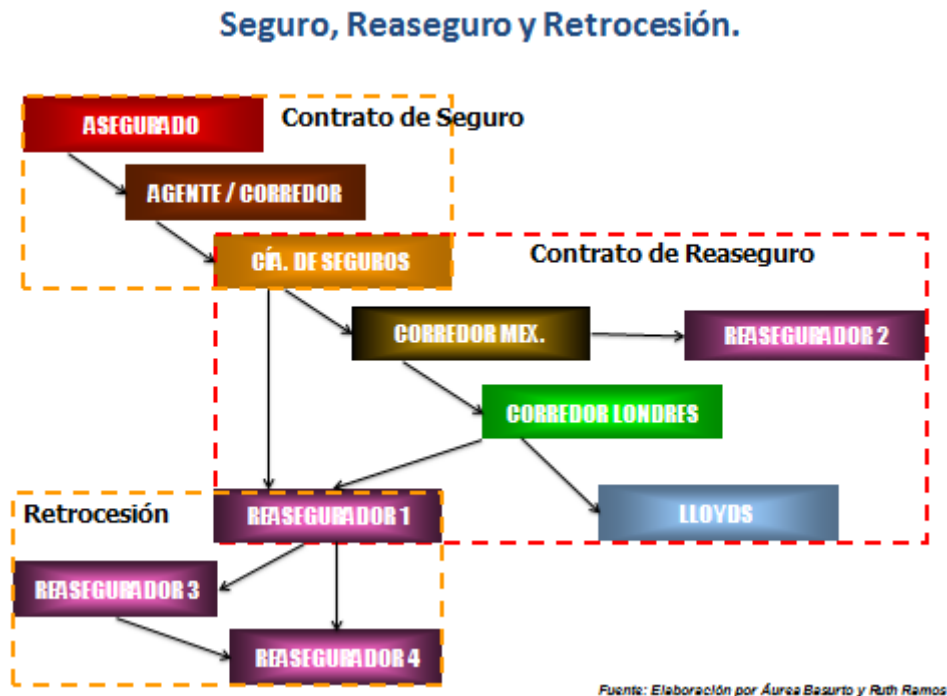 Seguro, Reaseguro y Retrocesión.
ASEGURADO
Contrato de Seguro
AGENTE / CORREDOR
CÍA. DE SEGUROS
Contrato de Reaseguro
CORREDOR MEX.
REASEGURADOR 2
CORREDOR LONDRES
Retrocesión
REASEGURADOR 1
LLOYDS
REASEGURADOR 3
REASEGURADOR 4
Fuente: Elaboración por Áurea Basurto y Ruth Ramos